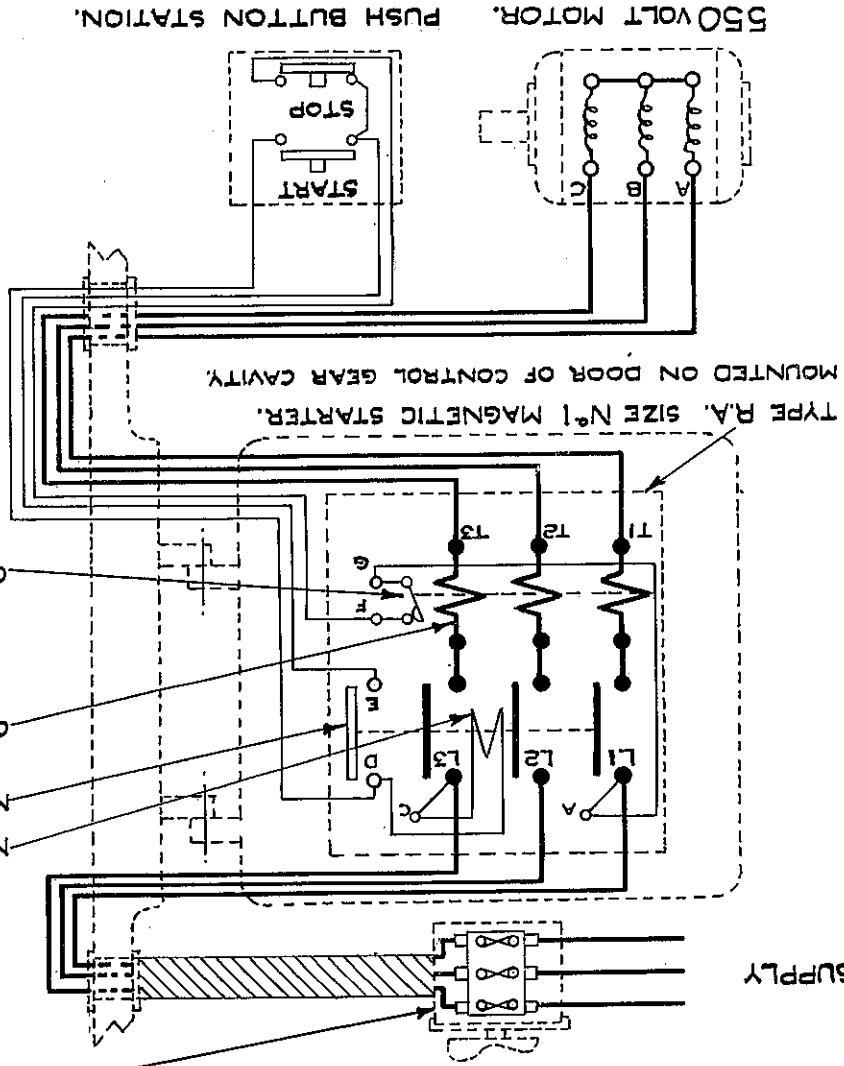 SUPPLY
A
C
L1 L2 L3 D
E
F
G
T1 T2 T3
TYPE R.A. SIZE Nº1 MAGNETIC STARTER.
MOUNTED ON DOOR OF CONTROL GEAR CAVITY.
A B C
START
STOP
550 VOLT MOTOR. PUSH BUTTON STATION.